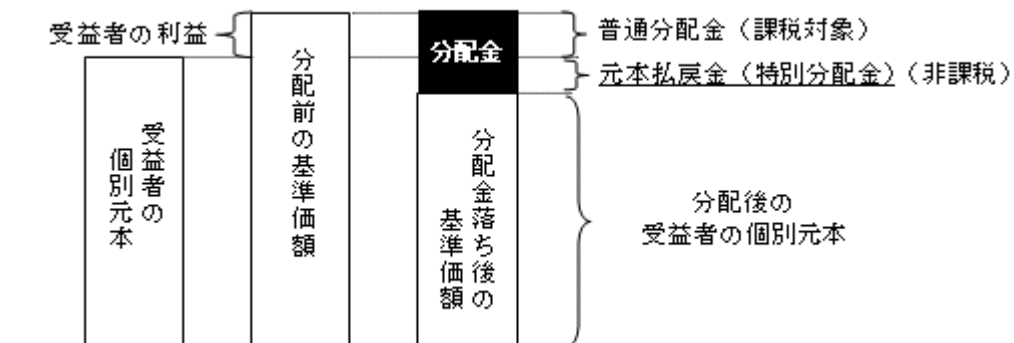 受益者の利益
受益者の
個別元本
分配前の基準価額
分配金
分配金落ち後の
基準価額
普通分配金（課税対象）
元本払戻金（特別分配金）（非課税）
分配後の
受益者の個別元本